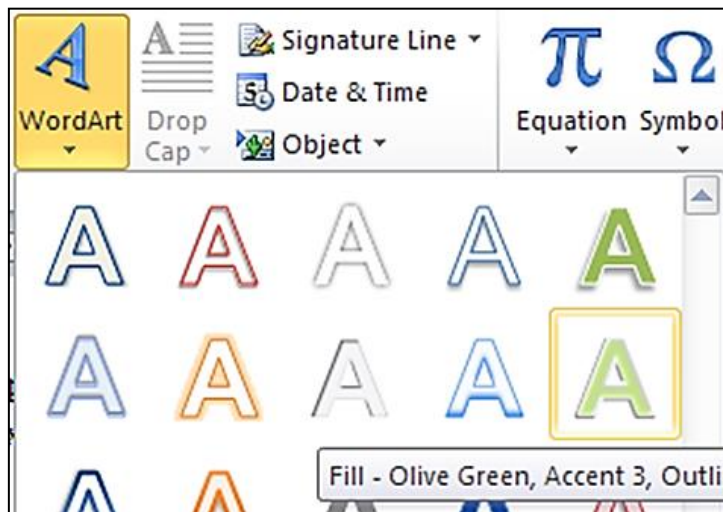 WordArt
Drop
Cap
Signature Line
Date & Time
Object
Equation
Symbol
A A A A A
A A A A A
A A A A A
Fill - Olive Green, Accent 3, Outli